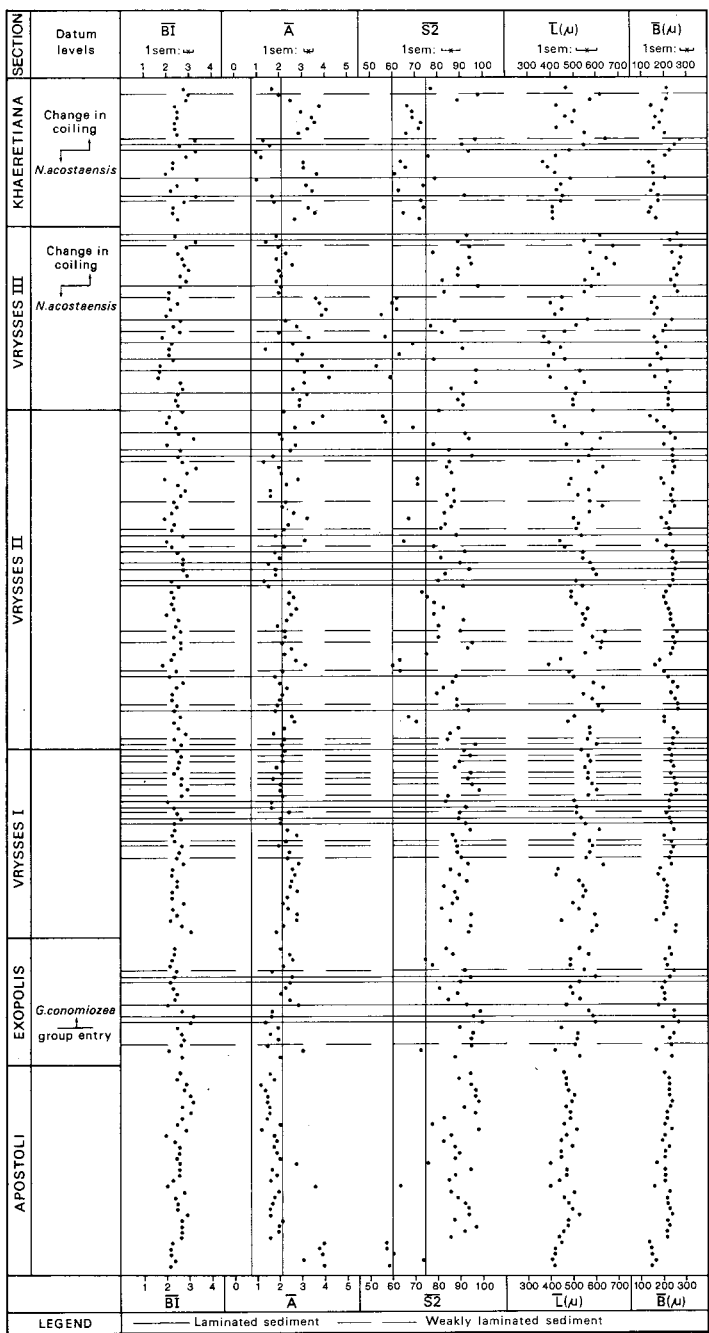 SECTION
Datum
levels
BI
1sem:
1 2 3 4
A
1sem:
0 1 2 3 4 5
S2
1sem:
50 60 70 80 90 100
L(μ)
1sem:
300 400 500 600 700
B(μ)
1sem:
100 200 300
KHAERETIANA
Change in
coiling
N.acostaensis
VRYSSES III
Change in
coiling
N.acostaensis
VRYSSES II
VRYSSES I
EXOPOLIS
G.conomiozea
group entry
APOSTOLI
1 2 3 4
0 1 2 3 4 5
50 60 70 80 90 100
300 400 500 600 700
100 200 300
BI
A
S2
L(μ)
B(μ)
LEGEND
Laminated sediment
Weakly laminated sediment